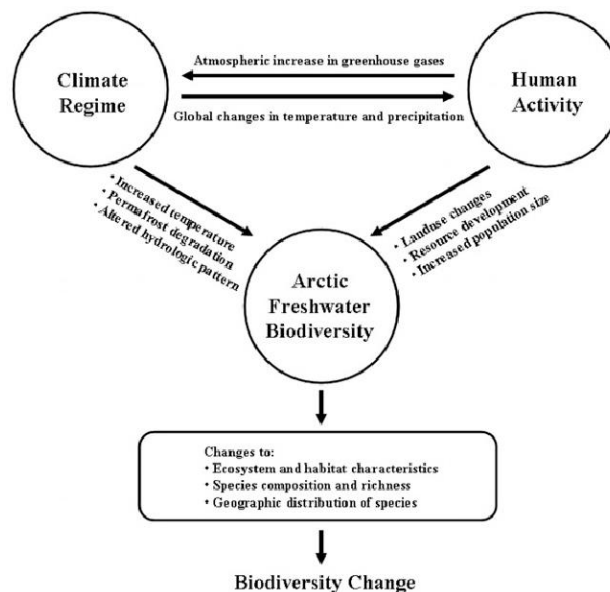 Climate
Regime
Atmospheric increase in greenhouse gases
Global changes in temperature and precipitation
Human
Activity
• Increased temperature
• Permafrost degradation
• Altered hydrologic pattern
• Landuse changes
• Resource development
• Increased population size
Arctic
Freshwater
Biodiversity
Changes to:
• Ecosystem and habitat characteristics
• Species composition and richness
• Geographic distribution of species
Biodiversity Change